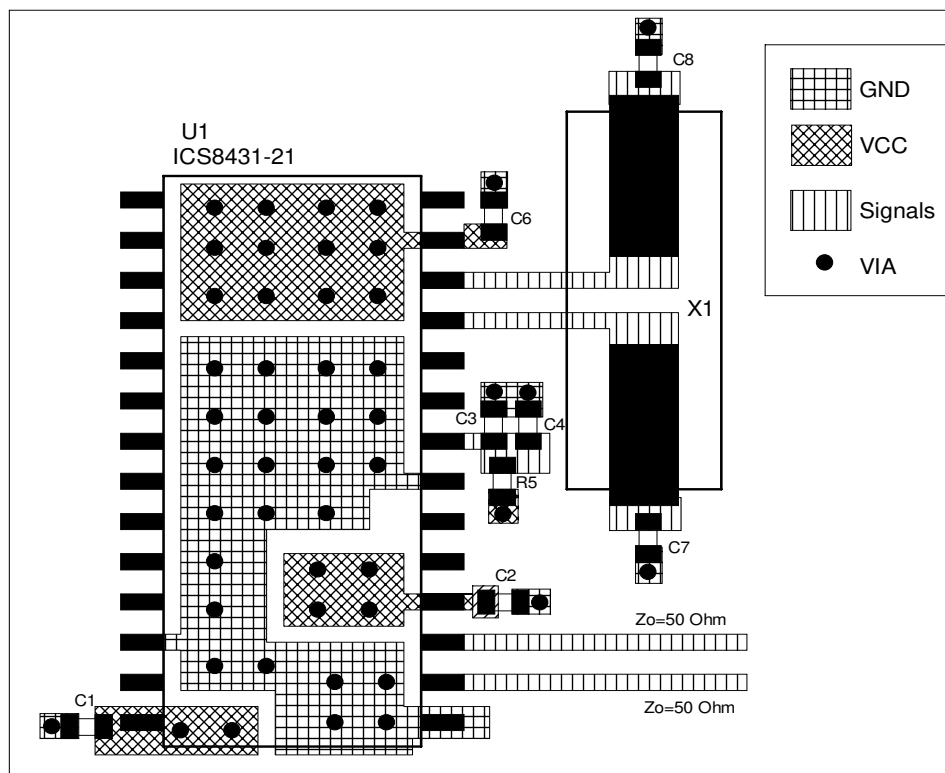 C8
GND
U1
ICS8431-21
VCC
C6
Signals
VIA
X1
C3
C4
R5
C7
C2
Zo=50 Ohm
C1
Zo=50 Ohm